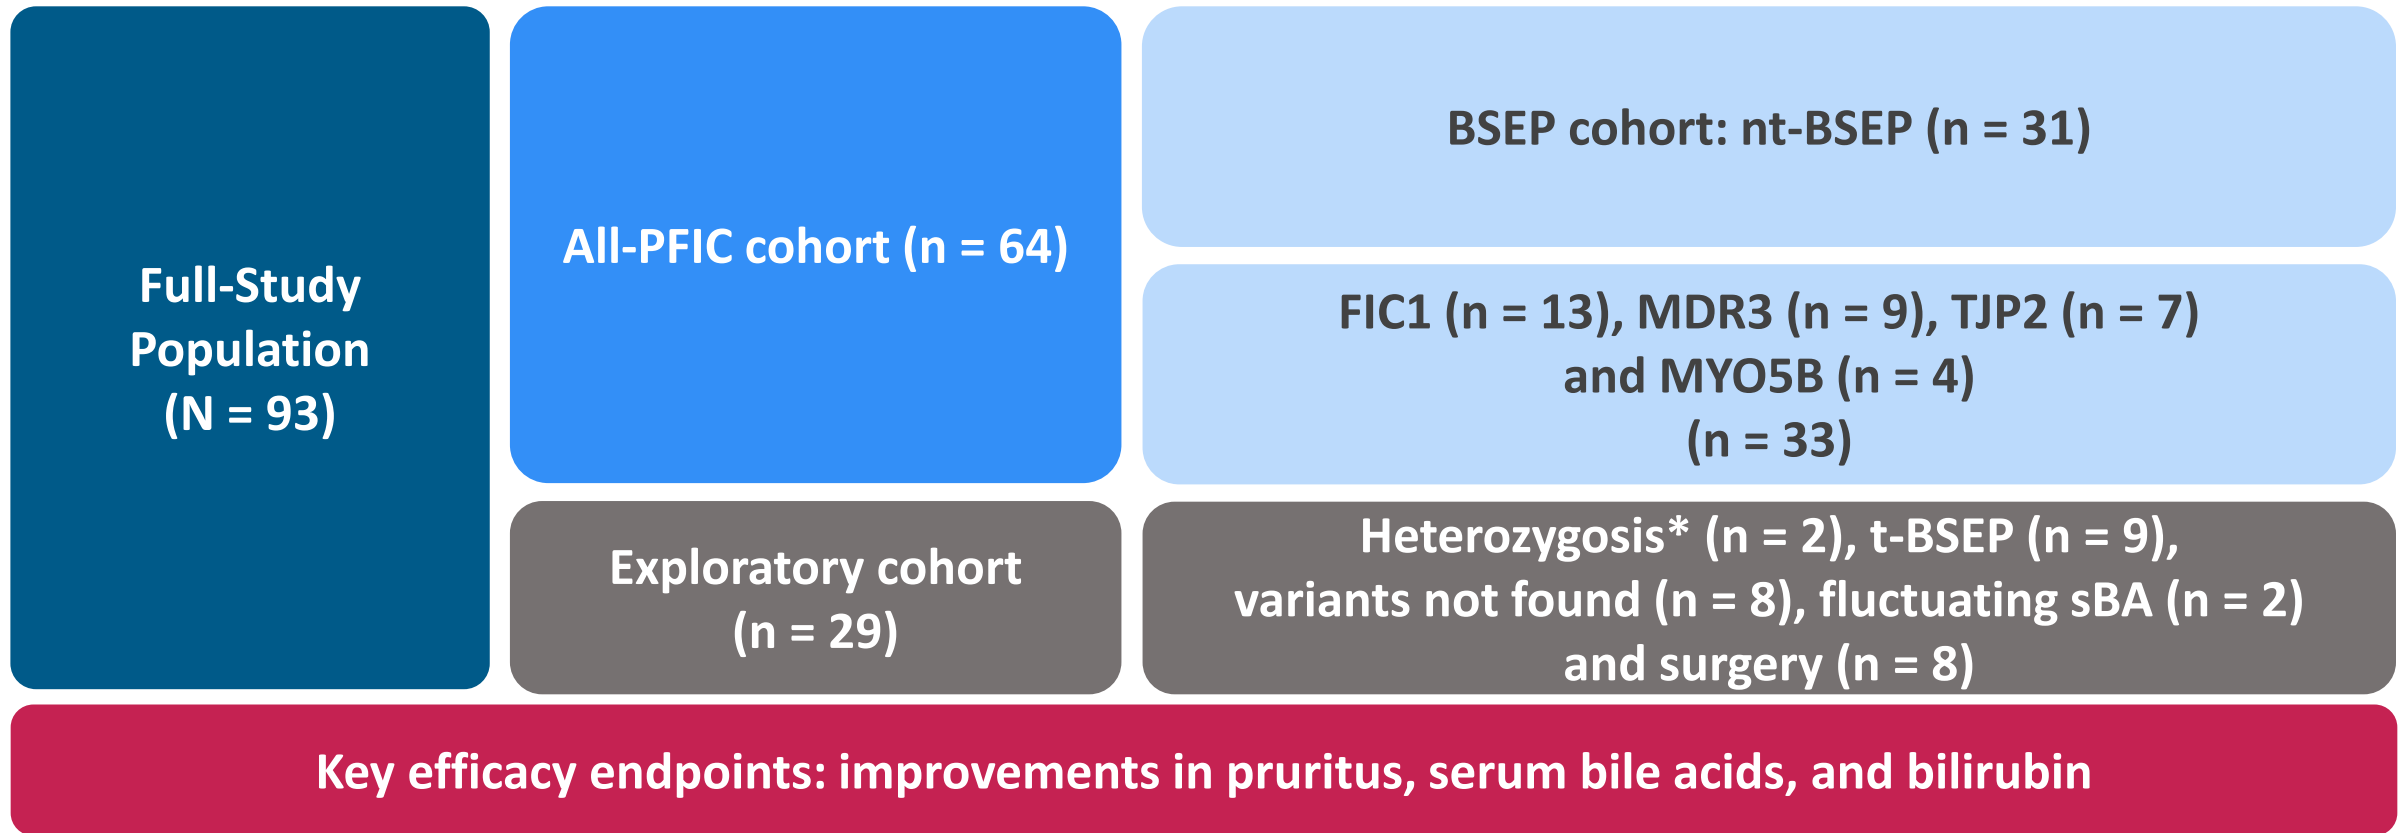 Full-Study
Population
(N = 93)
All-PFIC cohort (n = 64)
BSEP cohort: nt-BSEP (n = 31)
FIC1 (n = 13), MDR3 (n = 9), TJP2 (n = 7)
and MYO5B (n = 4)
(n = 33)
Exploratory cohort
(n = 29)
Heterozygosis* (n = 2), t-BSEP (n = 9),
variants not found (n = 8), fluctuating sBA (n = 2)
and surgery (n = 8)
Key efficacy endpoints: improvements in pruritus, serum bile acids, and bilirubin